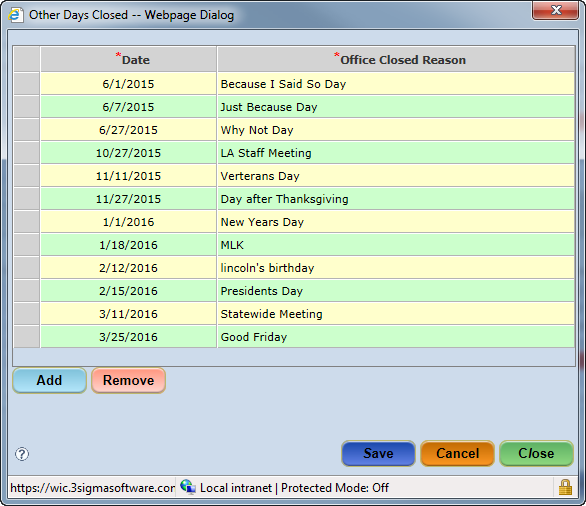 Other Days Closed -- Webpage Dialog
*Date *Office Closed Reason
6/1/2015 Because I Said So Day
6/7/2015 Just Because Day
6/27/2015 Why Not Day
10/27/2015 LA Staff Meeting
11/11/2015 Verterans Day
11/27/2015 Day after Thanksgiving
1/1/2016 New Years Day
1/18/2016 MLK
2/12/2016 lincoln's birthday
2/15/2016 Presidents Day
3/11/2016 Statewide Meeting
3/25/2016 Good Friday
Add Remove
? Save Cancel Close
https://wic.3sigmasoftware.com Local intranet | Protected Mode: Off